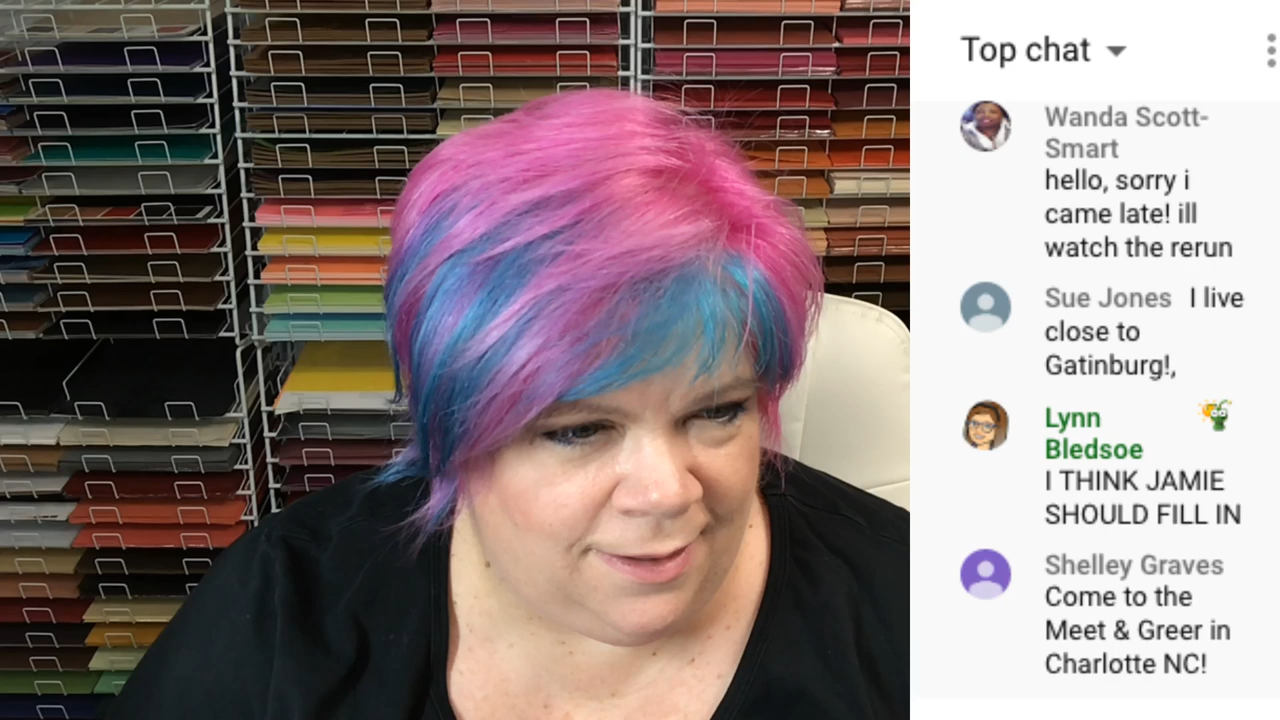 Top chat
Wanda Scott-
Smart
hello, sorry i
came late! ill
watch the rerun
Sue Jones I live
close to
Gatinburg!,
Lynn
Bledsoe
I THINK JAMIE
SHOULD FILL IN
Shelley Graves
Come to the
Meet & Greer in
Charlotte NC!